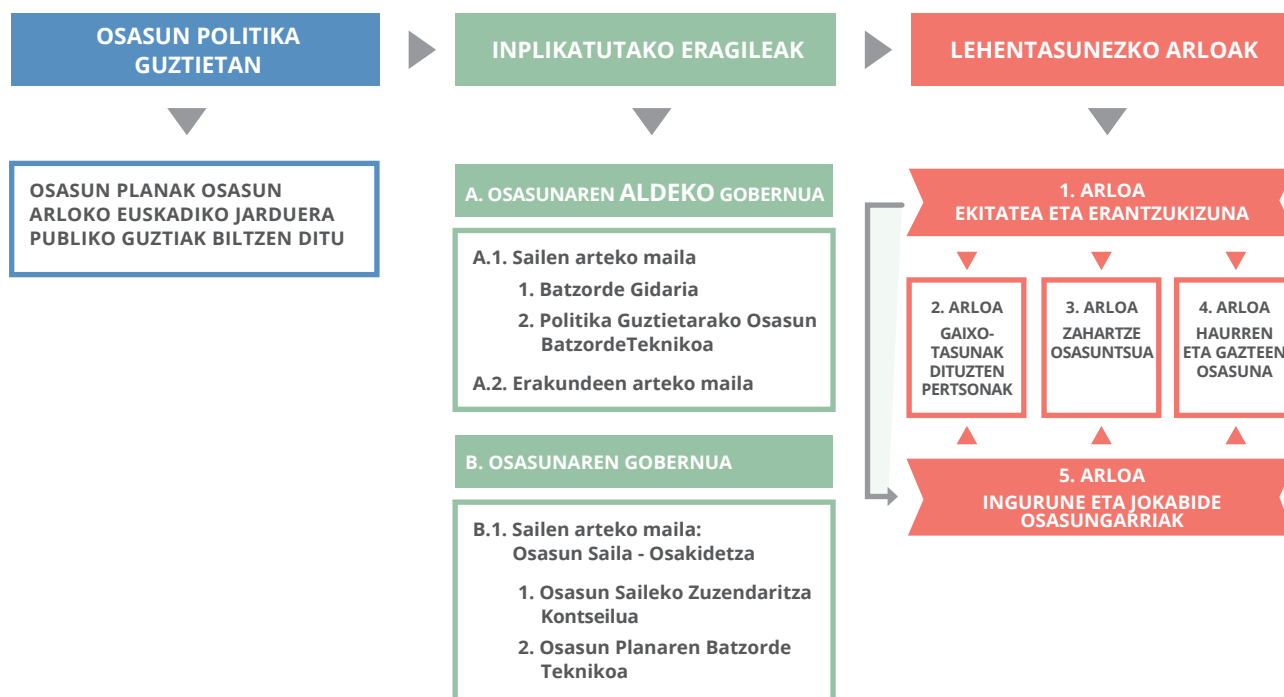 OSASUN POLITIKA
GUZTIETAN
OSASUN PLANAK OSASUN
ARLOKO EUSKADIKO JARDUERA
PUBLIKO GUZTIAK BILTZEN DITU
INPLIKATUTAKO ERAGILEAK
A. OSASUNAREN ALDEKO GOBERNUA
A.1. Sailen arteko maila
1. Batzorde Gidaria
2. Politika Guztietarako Osasun
BatzordeTeknikoa
A.2. Erakundeen arteko maila
B. OSASUNAREN GOBERNUA
B.1. Sailen arteko maila:
Osasun Saila - Osakidetza
1. Osasun Saileko Zuzendaritza
Kontseilua
2. Osasun Planaren Batzorde
Teknikoa
LEHENTASUNEZKO ARLOAK
1. ARLOA
EKITATEA ETA ERANTZUKIZUNA
2. ARLOA
GAIXO-
TASUNAK
DITUZTEN
PERTSONAK
3. ARLOA
ZAHARTZE
OSASUNTSUA
4. ARLOA
HAURREN
ETA GAZTEEN
OSASUNA
5. ARLOA
INGURUNE ETA JOKABIDE
OSASUNGARRIAK